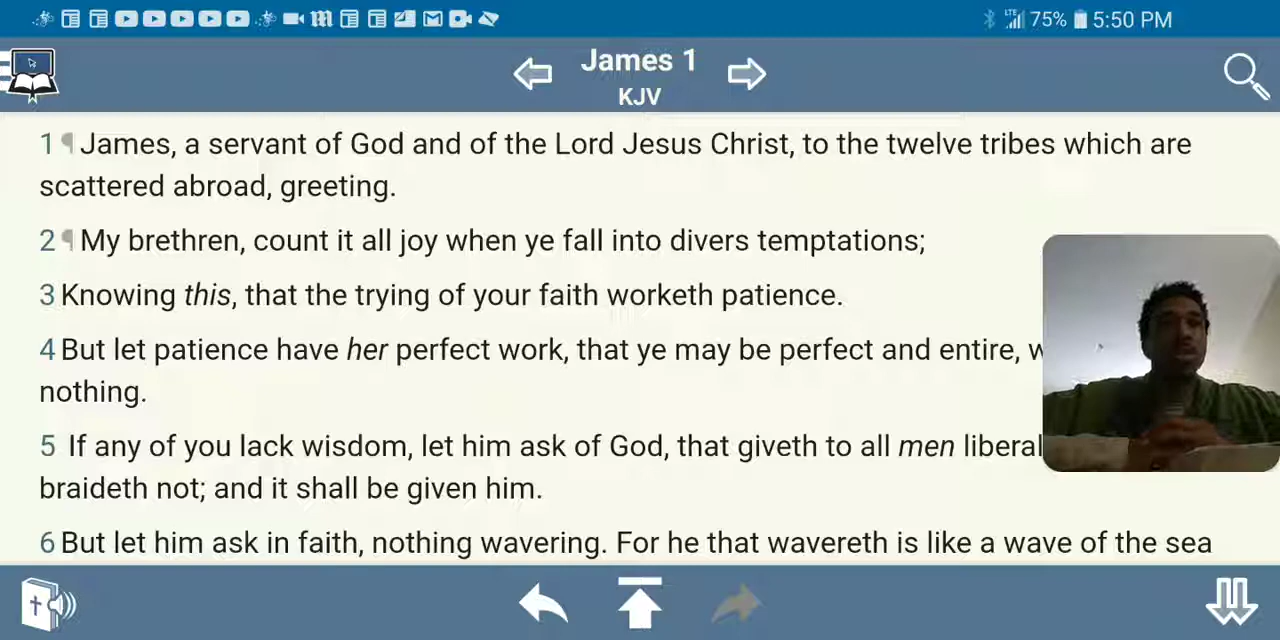 LTE 75% 5:50 PM
James 1
KJV
1 ¶ James, a servant of God and of the Lord Jesus Christ, to the twelve tribes which are
scattered abroad, greeting.
2 ¶ My brethren, count it all joy when ye fall into divers temptations;
3 Knowing this, that the trying of your faith worketh patience.
4 But let patience have her perfect work, that ye may be perfect and entire, w
nothing.
5 If any of you lack wisdom, let him ask of God, that giveth to all men liberal
braideth not; and it shall be given him.
6 But let him ask in faith, nothing wavering. For he that wavereth is like a wave of the sea